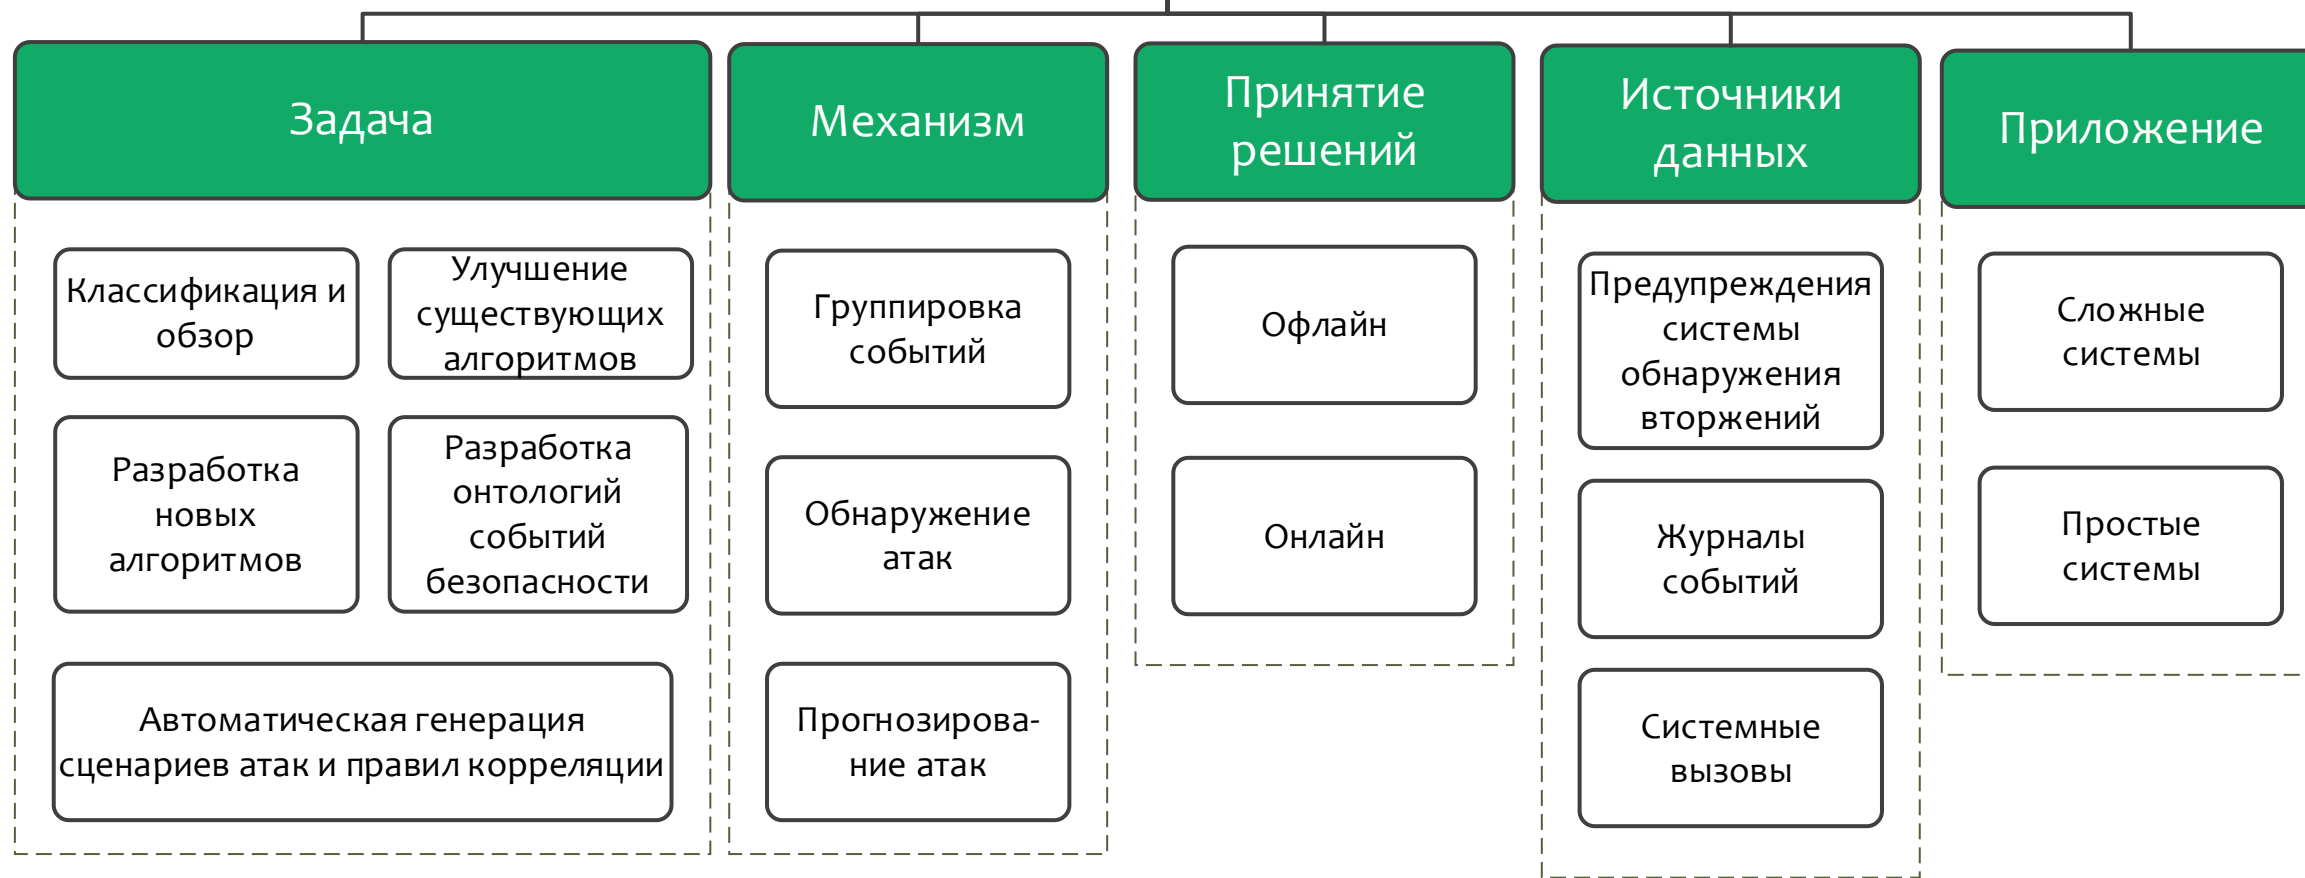 Задача
Классификация и
обзор
Улучшение
существующих
алгоритмов
Разработка
новых
алгоритмов
Разработка
онтологий
событий
безопасности
Автоматическая генерация
сценариев атак и правил корреляции
Механизм
Группировка
событий
Обнаружение
атак
Прогнозирова-
ние атак
Принятие
решений
Офлайн
Онлайн
Источники
данных
Предупреждения
системы
обнаружения
вторжений
Журналы
событий
Системные
вызовы
Приложение
Сложные
системы
Простые
системы